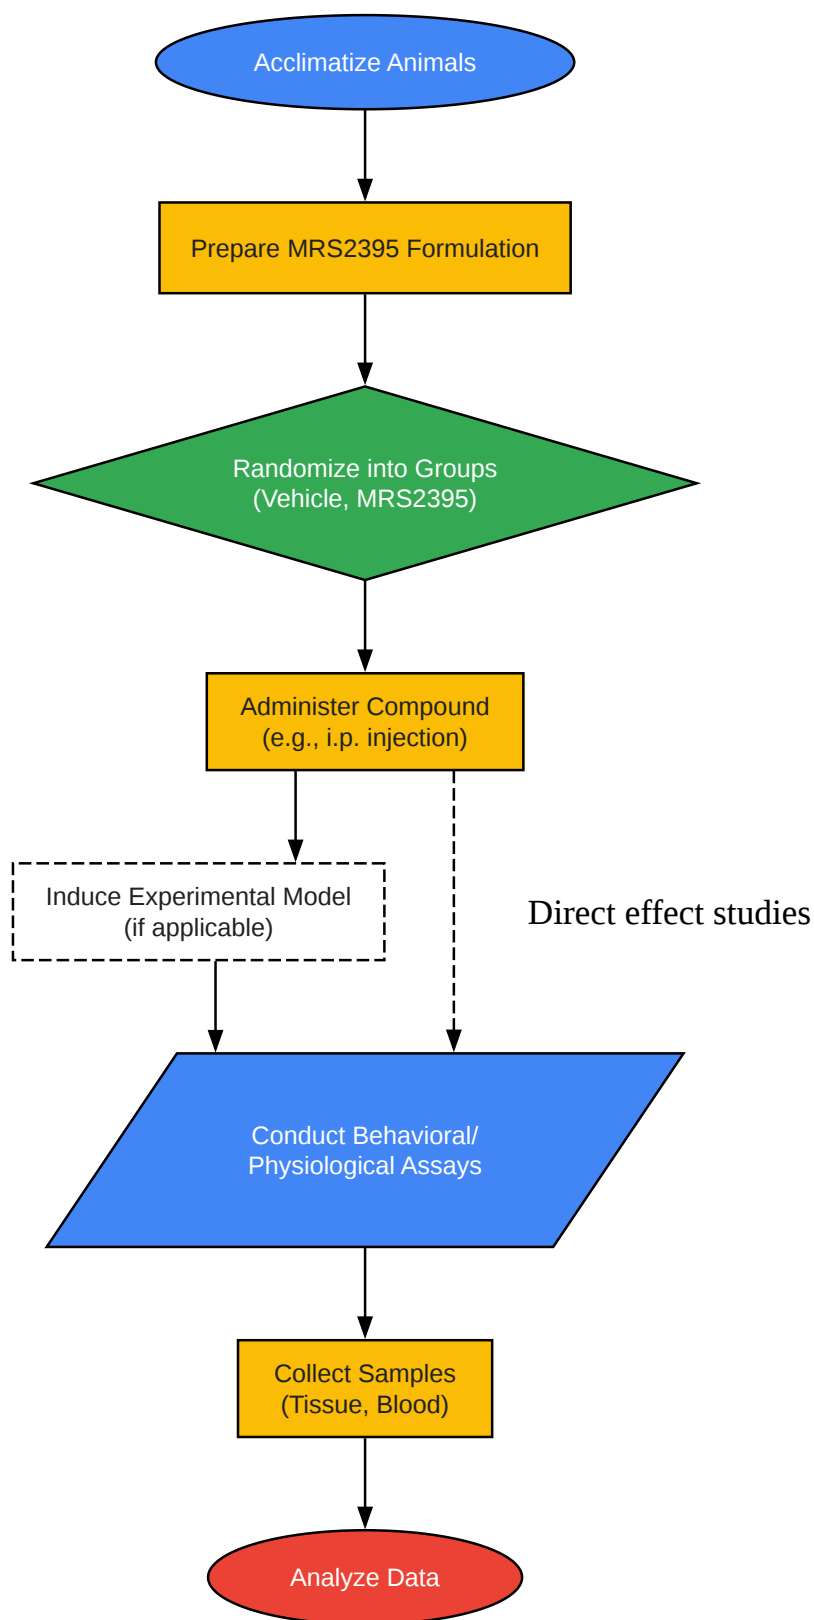 Acclimatize Animals
Prepare MRS2395 Formulation
Randomize into Groups
(Vehicle, MRS2395)
Administer Compound
(e.g., i.p. injection)
Induce Experimental Model
(if applicable)
Direct effect studies
Conduct Behavioral/
Physiological Assays
Collect Samples
(Tissue, Blood)
Analyze Data